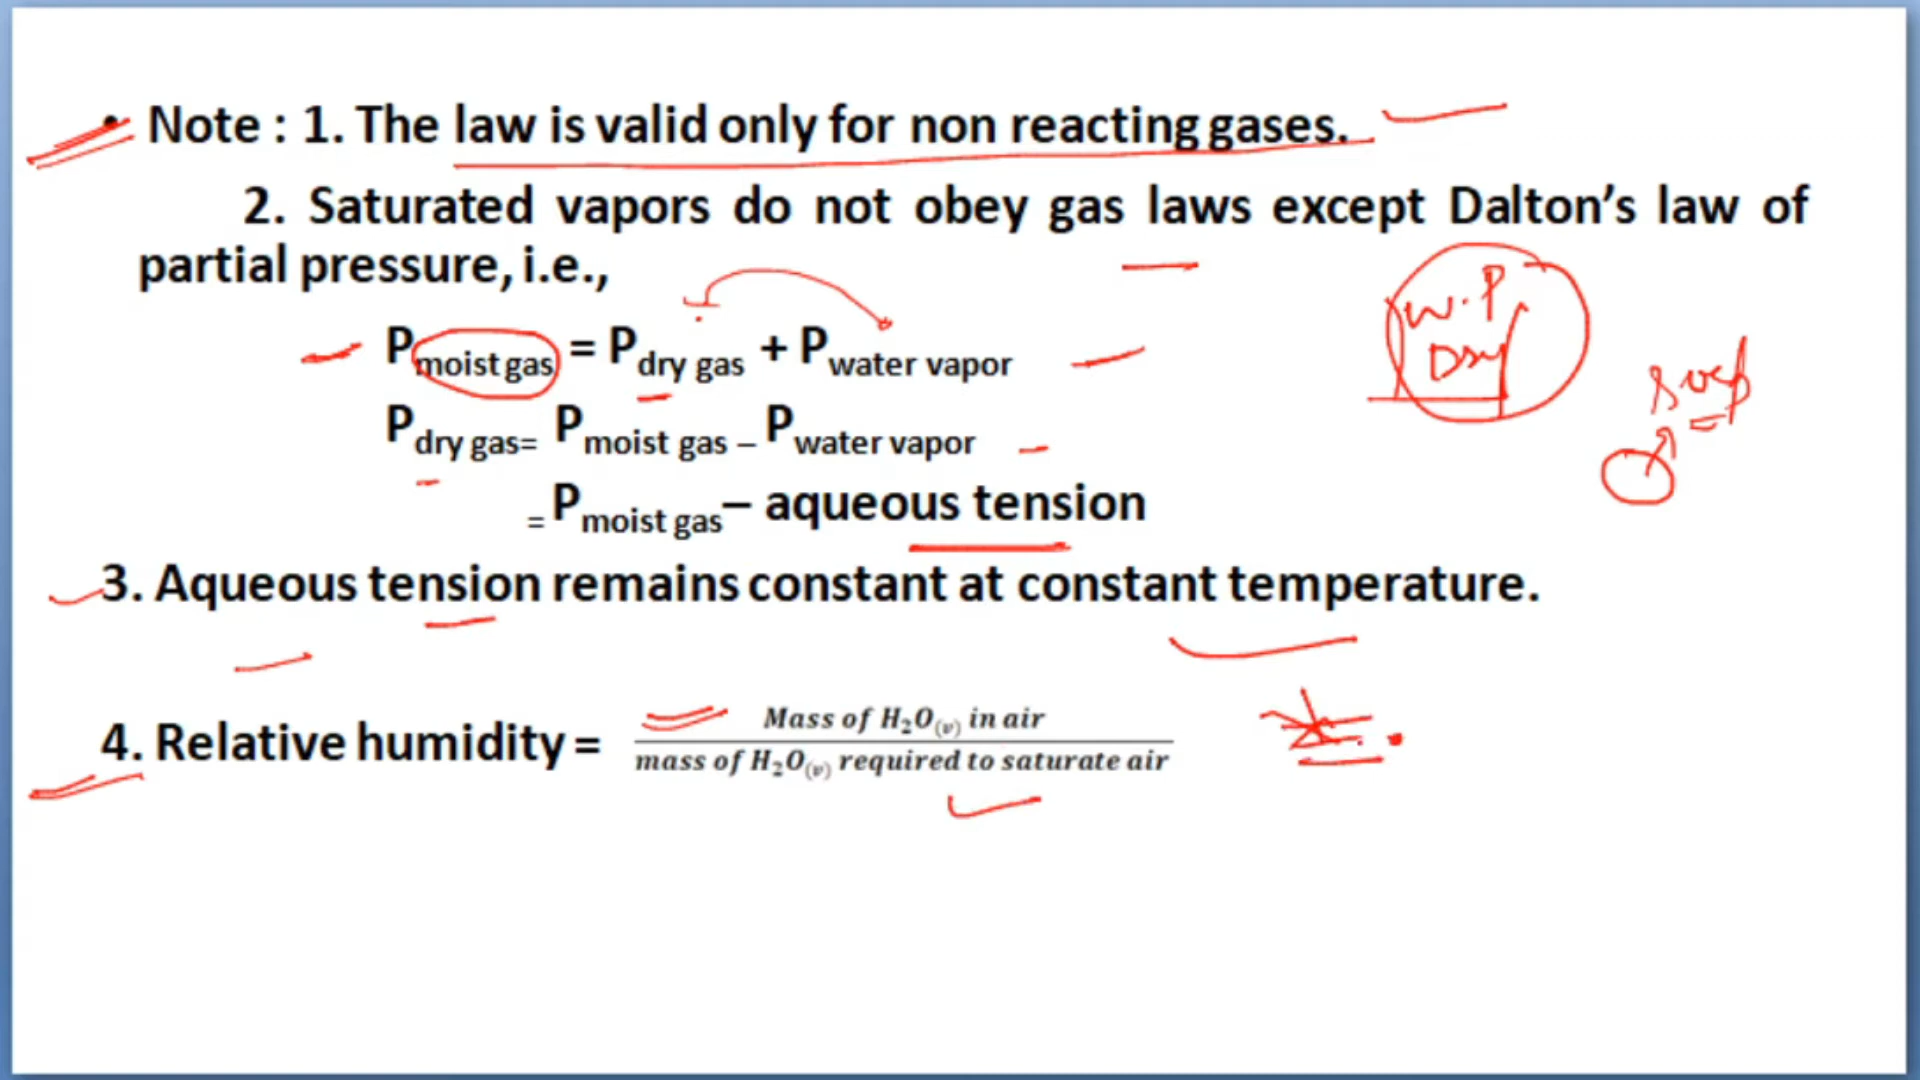 • Note : 1. The law is valid only for non reacting gases.
2. Saturated vapors do not obey gas laws except Dalton’s law of
partial pressure, i.e.,
P moist gas = P dry gas + P water vapor
P dry gas= P moist gas – P water vapor
= P moist gas – aqueous tension
3. Aqueous tension remains constant at constant temperature.
4. Relative humidity = Mass of H₂O(v) in air
mass of H₂O(v) required to saturate air
W.P
Dry